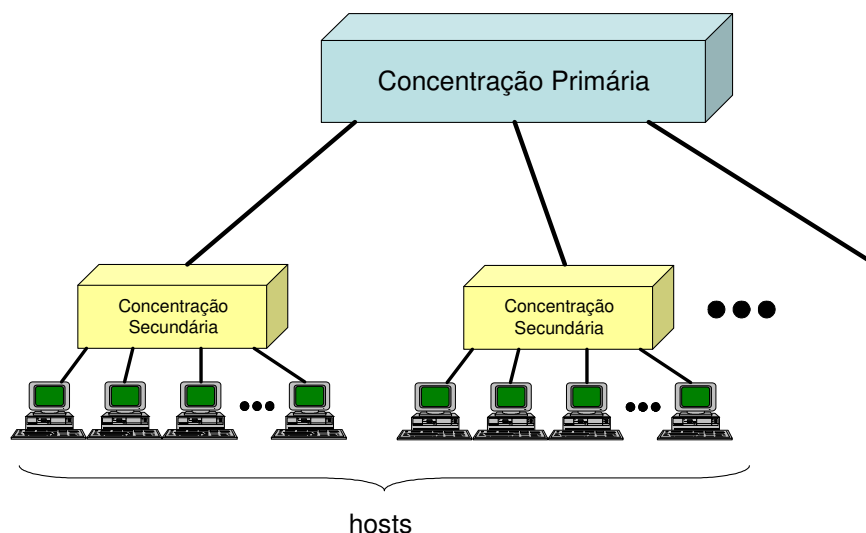 Concentração Primária
Concentração
Secundária
Concentração
Secundária
hosts